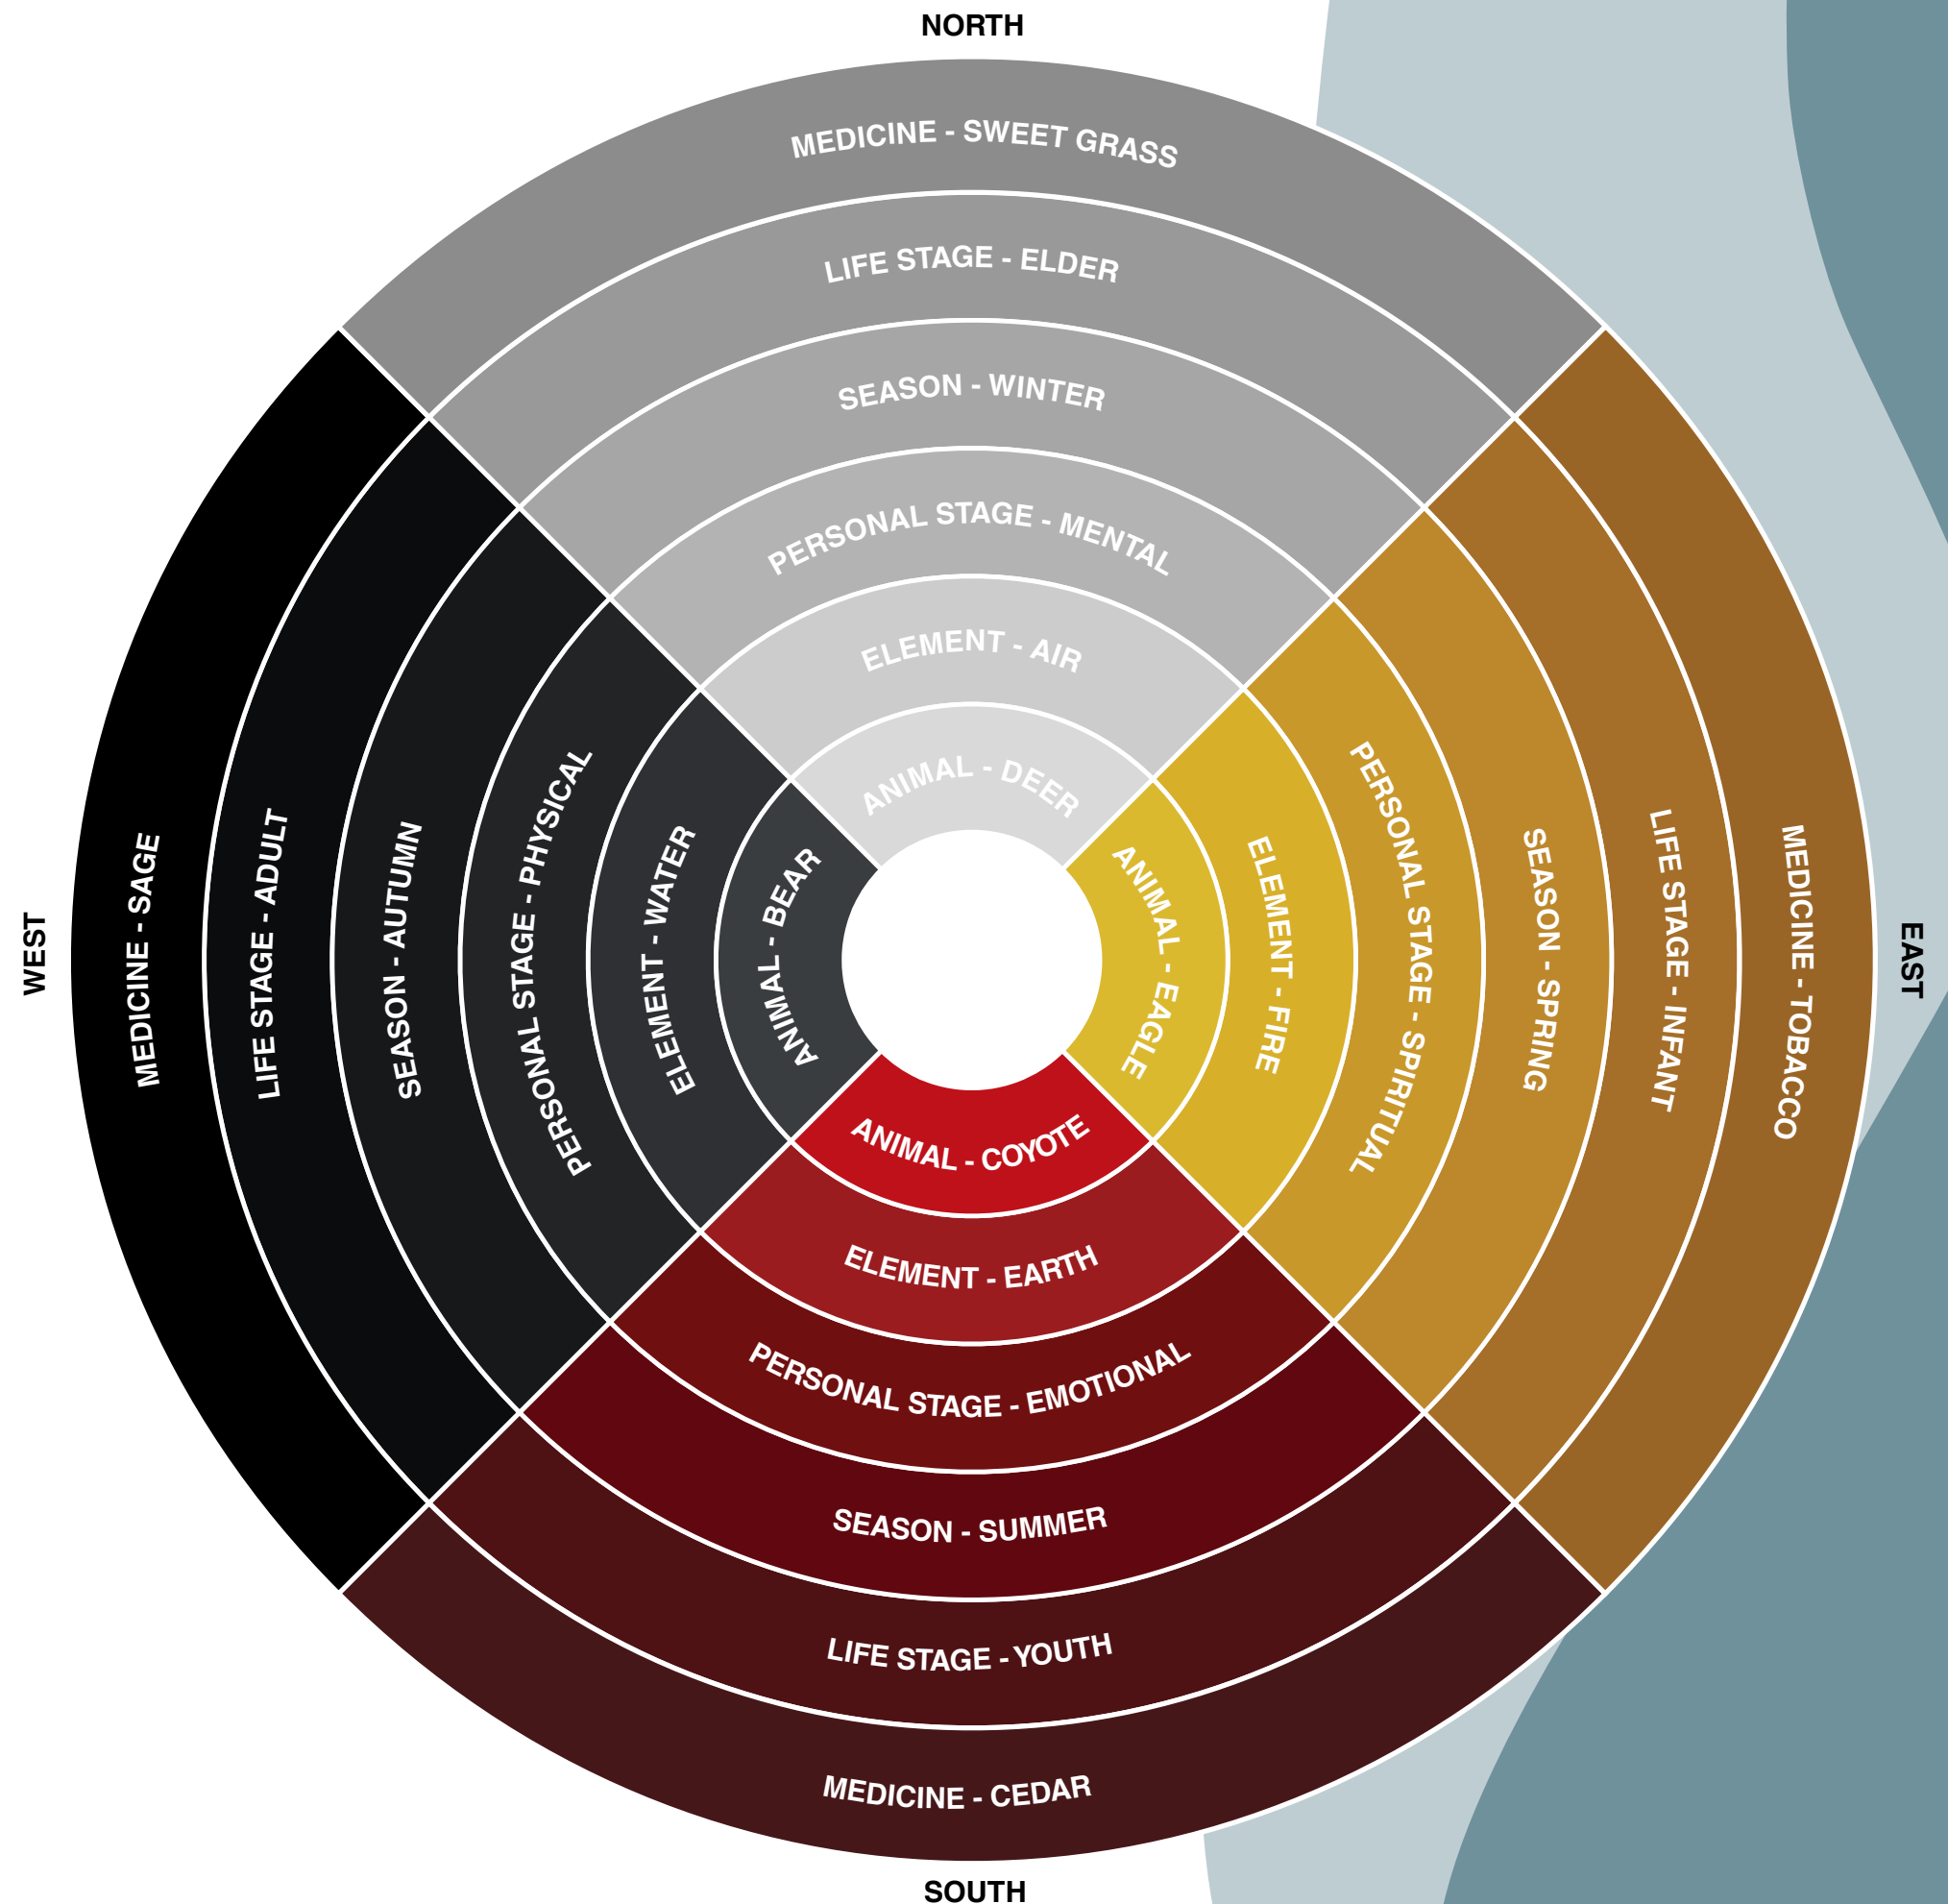 NORTH
MEDICINE - SWEET GRASS
LIFE STAGE - ELDER
SEASON - WINTER
PERSONAL STAGE - MENTAL
ELEMENT - AIR
ANIMAL - DEER
WEST
MEDICINE - SAGE
LIFE STAGE - ADULT
SEASON - AUTUMN
PERSONAL STAGE - PHYSICAL
ELEMENT - WATER
ANIMAL - BEAR
ANIMAL - EAGLE
ELEMENT - FIRE
PERSONAL STAGE - SPIRITUAL
SEASON - SPRING
LIFE STAGE - INFANT
MEDICINE - TOBACCO
EAST
ANIMAL - COYOTE
ELEMENT - EARTH
PERSONAL STAGE - EMOTIONAL
SEASON - SUMMER
LIFE STAGE - YOUTH
MEDICINE - CEDAR
SOUTH